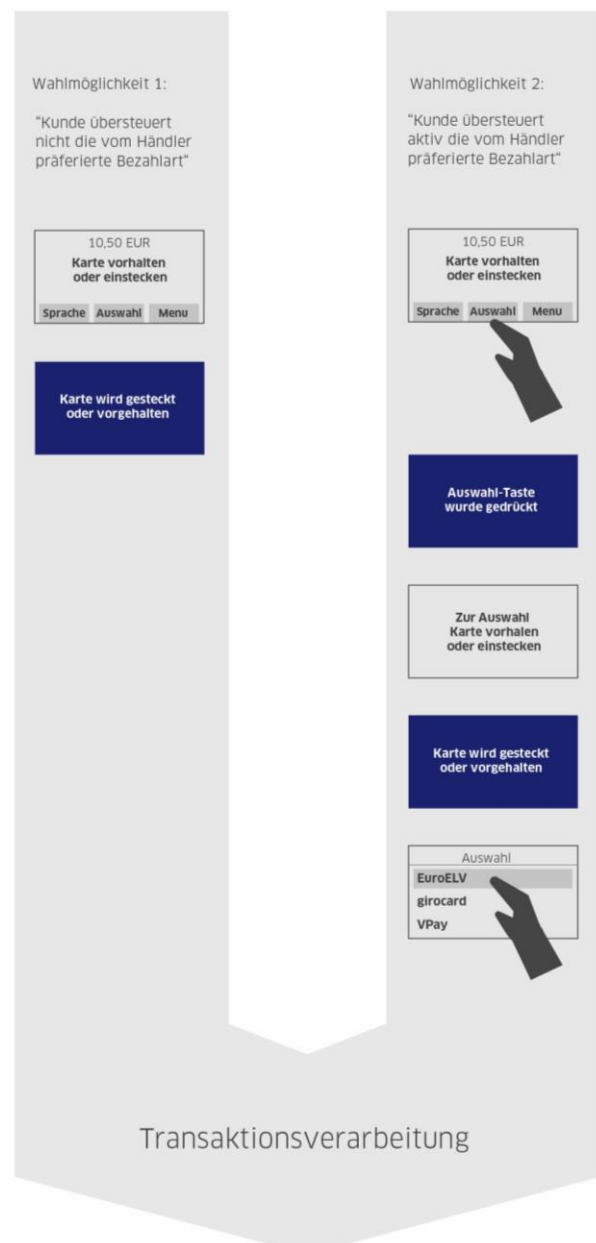 Wahlmöglichkeit 1:
"Kunde übersteuert
nicht die vom Händler
präferierte Bezahlart"
10,50 EUR
Karte vorhalten
oder einstecken
Sprache Auswahl Menu
Karte wird gesteckt
oder vorgehalten
Wahlmöglichkeit 2:
"Kunde übersteuert
aktiv die vom Händler
präferierte Bezahlart"
10,50 EUR
Karte vorhalten
oder einstecken
Sprache Auswahl Menu
Auswahl-Taste
wurde gedrückt
Zur Auswahl
Karte vorhalen
oder einstecken
Karte wird gesteckt
oder vorgehalten
Auswahl
EuroELV
girocard
VPay
Transaktionsverarbeitung